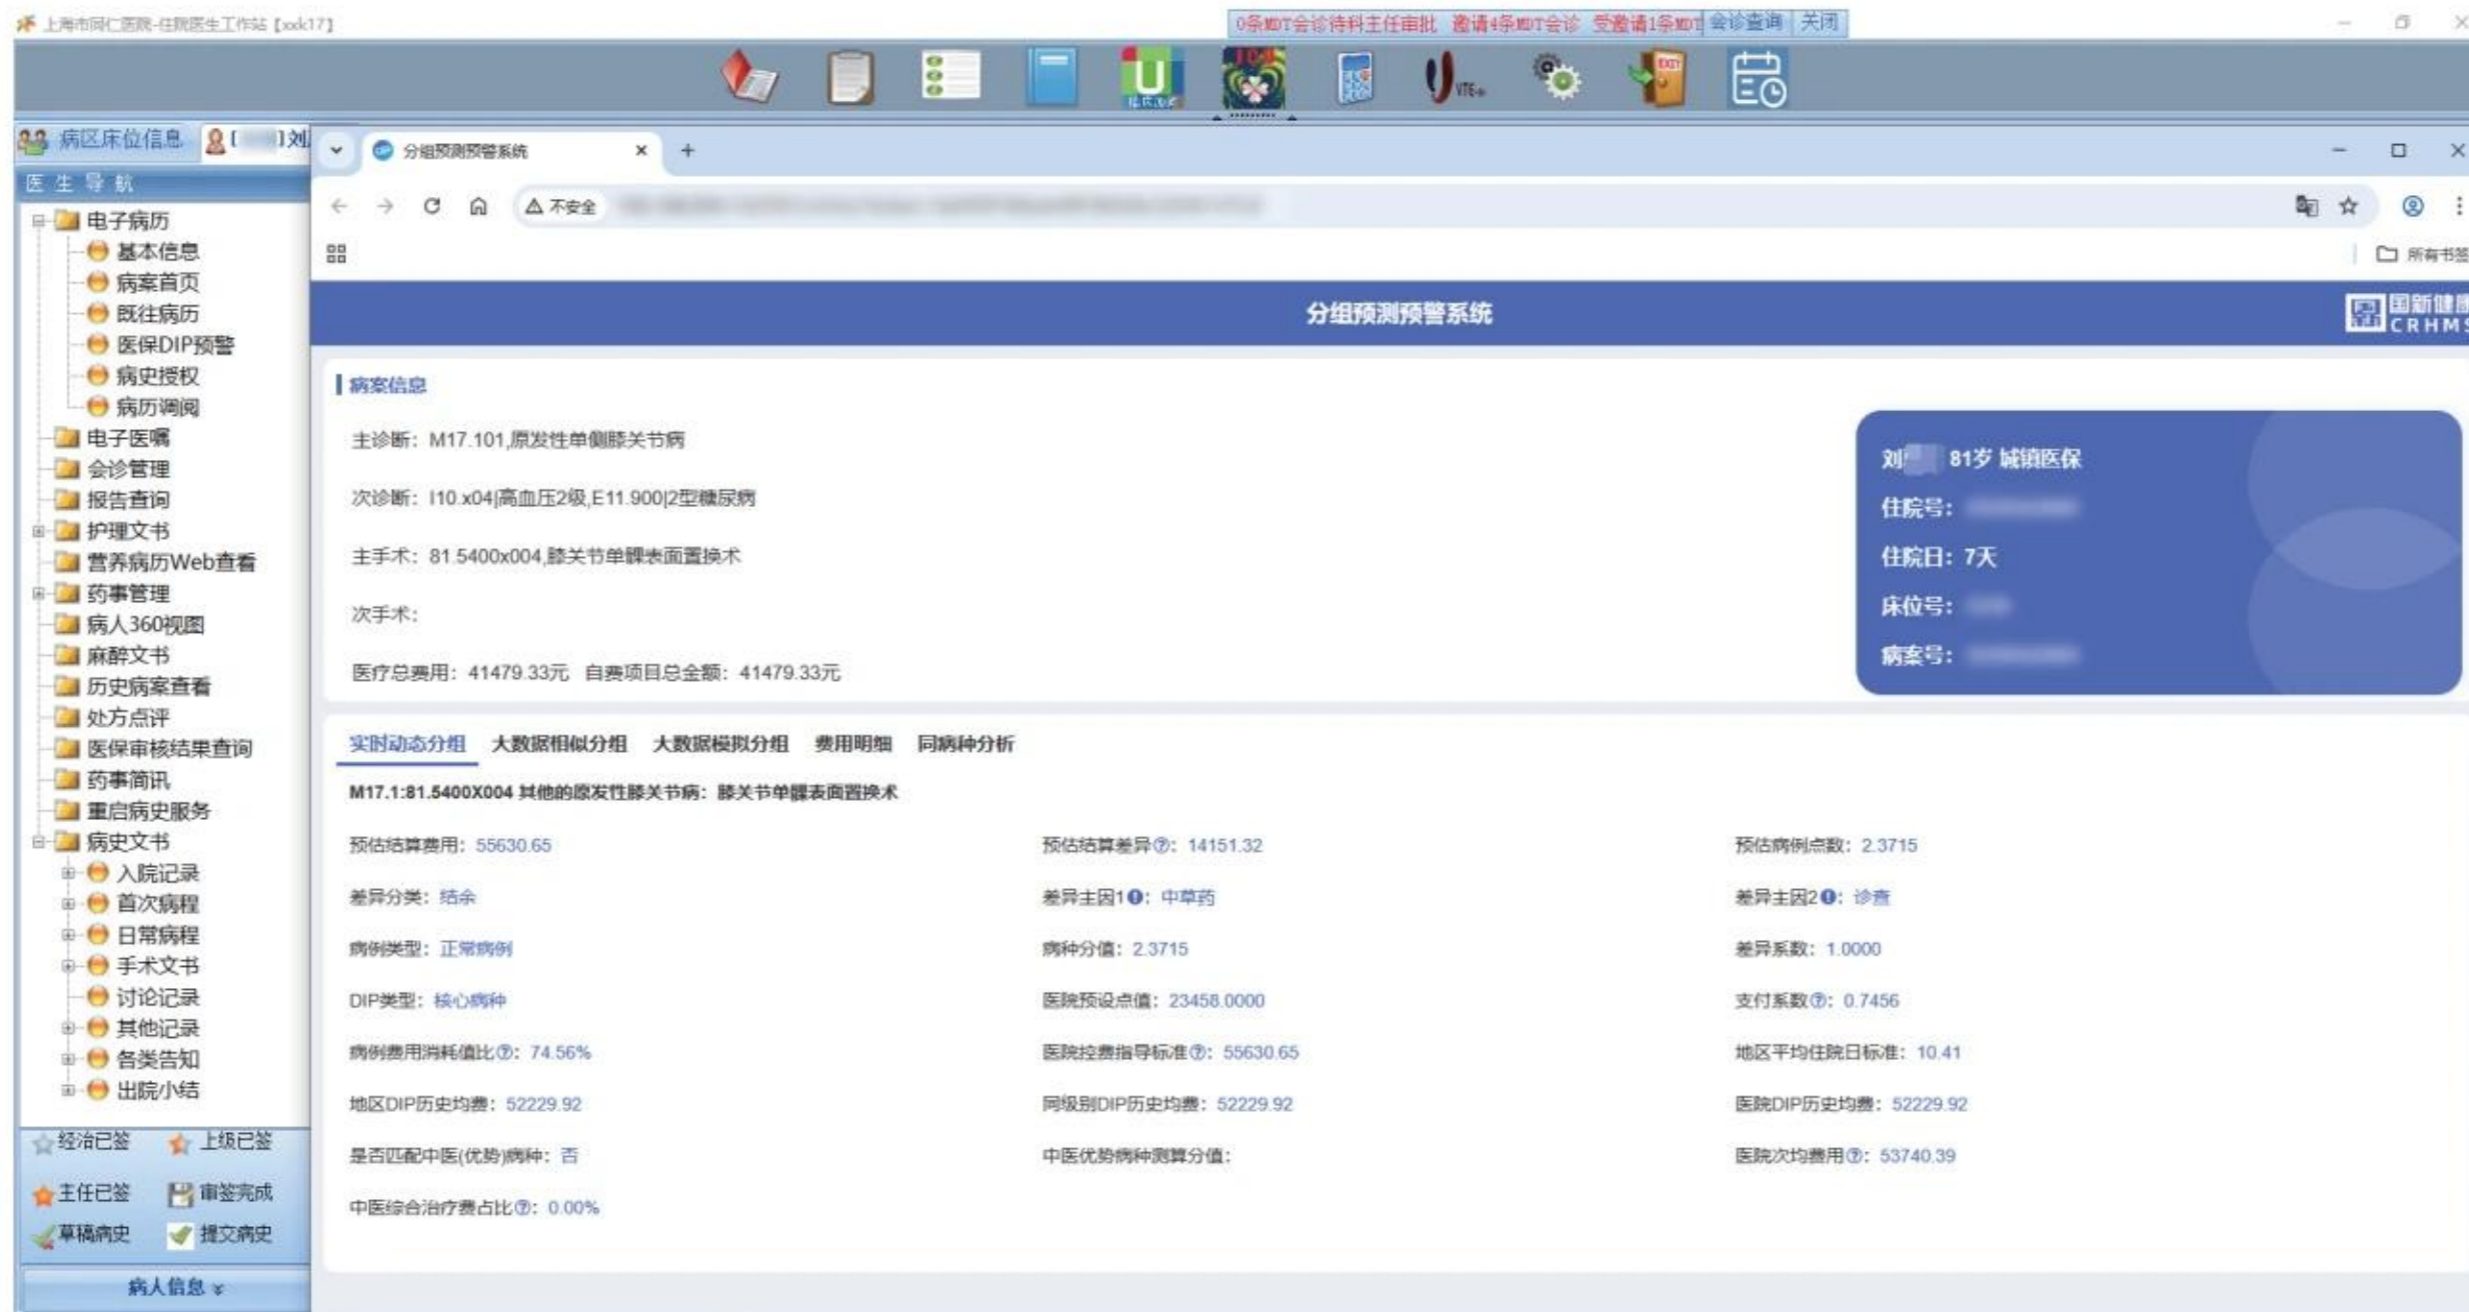 上海市同仁医院-住院医生工作站【xxk17】
0条MDT会诊待科主任审批 邀请4条MDT会诊 受邀请1条MDT 会诊查询 关闭
病区床位信息 [ ]刘
分组预测预警系统
医生导航
不安全
所有书签
电子病历
基本信息
病案首页
既往病历
医保DIP预警
病史授权
病历调阅
电子医嘱
会诊管理
报告查询
护理文书
营养病历Web查看
药事管理
病人360视图
麻醉文书
历史病案查看
处方点评
医保审核结果查询
药事简讯
重启病史服务
病史文书
入院记录
首次病程
日常病程
手术文书
讨论记录
其他记录
各类告知
出院小结
经治已签 上级已签
主任已签 审签完成
草稿病史 提交病史
病人信息
分组预测预警系统
国新健康
CRHMS
病案信息
主诊断：M17.101,原发性单侧膝关节病
次诊断：I10.x04|高血压2级,E11.900|2型糖尿病
主手术：81.5400x004,膝关节单髁表面置换术
次手术：
医疗总费用：41479.33元 自费项目总金额：41479.33元
刘 81岁 城镇医保
住院号：
住院日：7天
床位号：
病案号：
实时动态分组 大数据相似分组 大数据模拟分组 费用明细 同病种分析
M17.1:81.5400X004 其他的原发性膝关节病：膝关节单髁表面置换术
预估结算费用：55630.65 预估结算差异：14151.32 预估病例点数：2.3715
差异分类：结余 差异主因1：中草药 差异主因2：诊查
病例类型：正常病例 病种分值：2.3715 差异系数：1.0000
DIP类型：核心病种 医院预设点值：23458.0000 支付系数：0.7456
病例费用消耗值比：74.56% 医院控费指导标准：55630.65 地区平均住院日标准：10.41
地区DIP历史均费：52229.92 同级别DIP历史均费：52229.92 医院DIP历史均费：52229.92
是否匹配中医(优势)病种：否 中医优势病种测算分值： 医院次均费用：53740.39
中医综合治疗费占比：0.00%